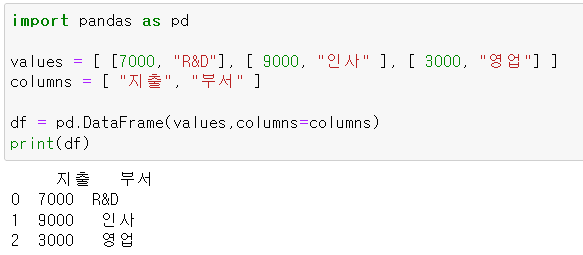 import pandas as pd
values = [ [7000, "R&D"], [ 9000, "인사" ], [ 3000, "영업"] ]
columns = [ "지출", "부서" ]
df = pd.DataFrame(values,columns=columns)
print(df)
지출 부서
0 7000 R&D
1 9000 인사
2 3000 영업